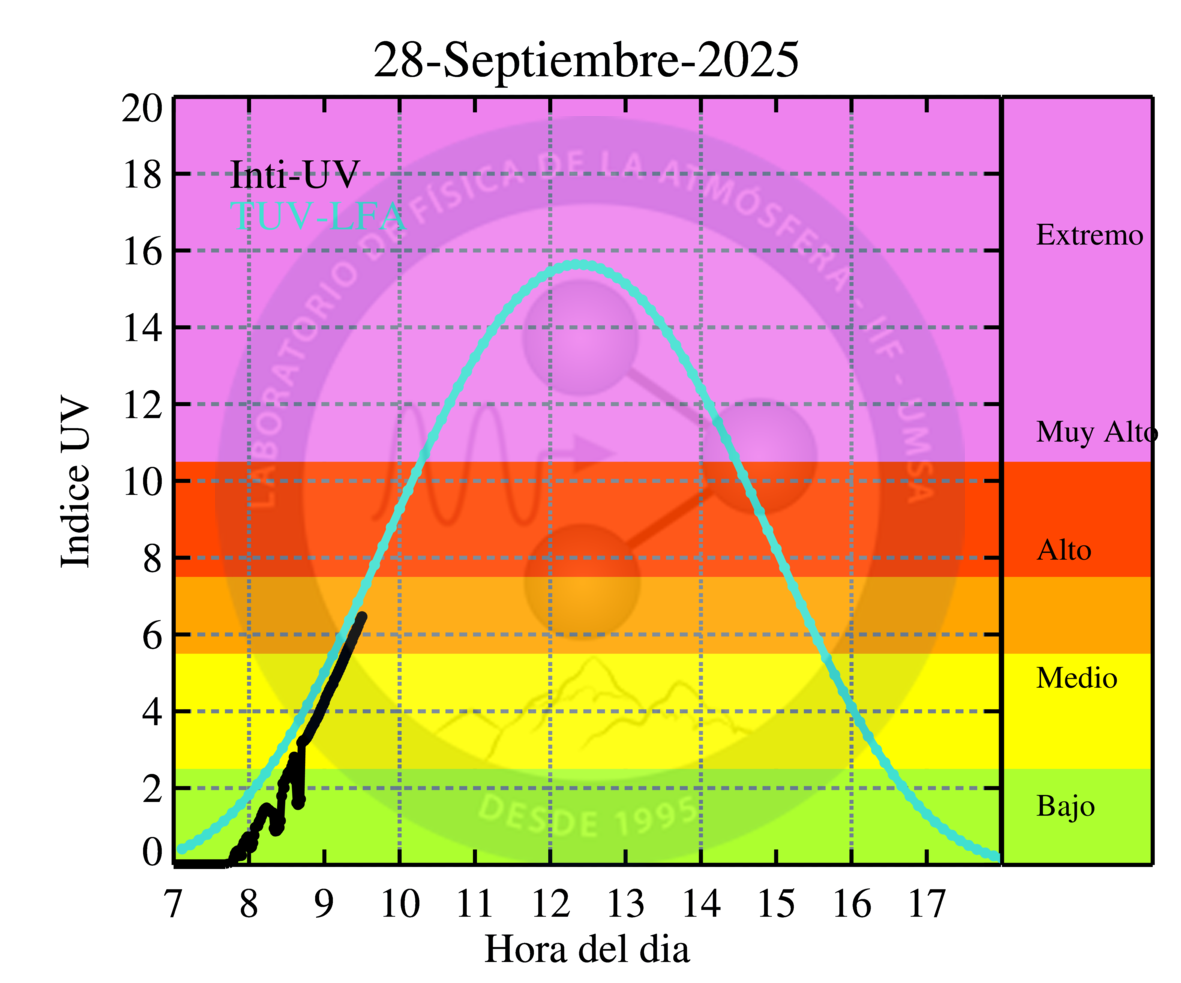 28-Septiembre-2025
Inti-UV
TUV-LFA
Indice UV
20
18
16
14
12
10
8
6
4
2
0
7 8 9 10 11 12 13 14 15 16 17
Hora del dia
Extremo
Muy Alto
Alto
Medio
Bajo
LABORATORIO DE FÍSICA DE LA ATMÓSFERA - IIF - UMSA
DESDE 1995